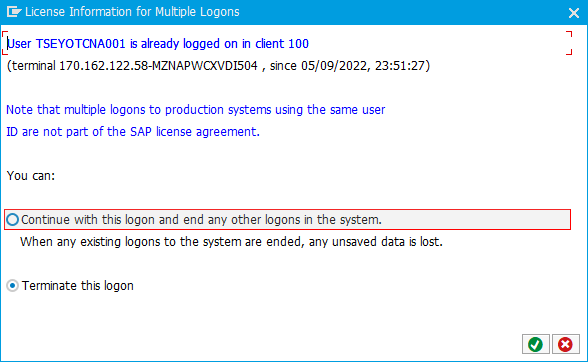 License Information for Multiple Logons
User TSEYOTCNA001 is already logged on in client 100
(terminal 170.162.122.58-MZNAPWCXVDI504 , since 05/09/2022, 23:51:27)
Note that multiple logons to production systems using the same user
ID are not part of the SAP license agreement.
You can:
Continue with this logon and end any other logons in the system.
When any existing logons to the system are ended, any unsaved data is lost.
Terminate this logon